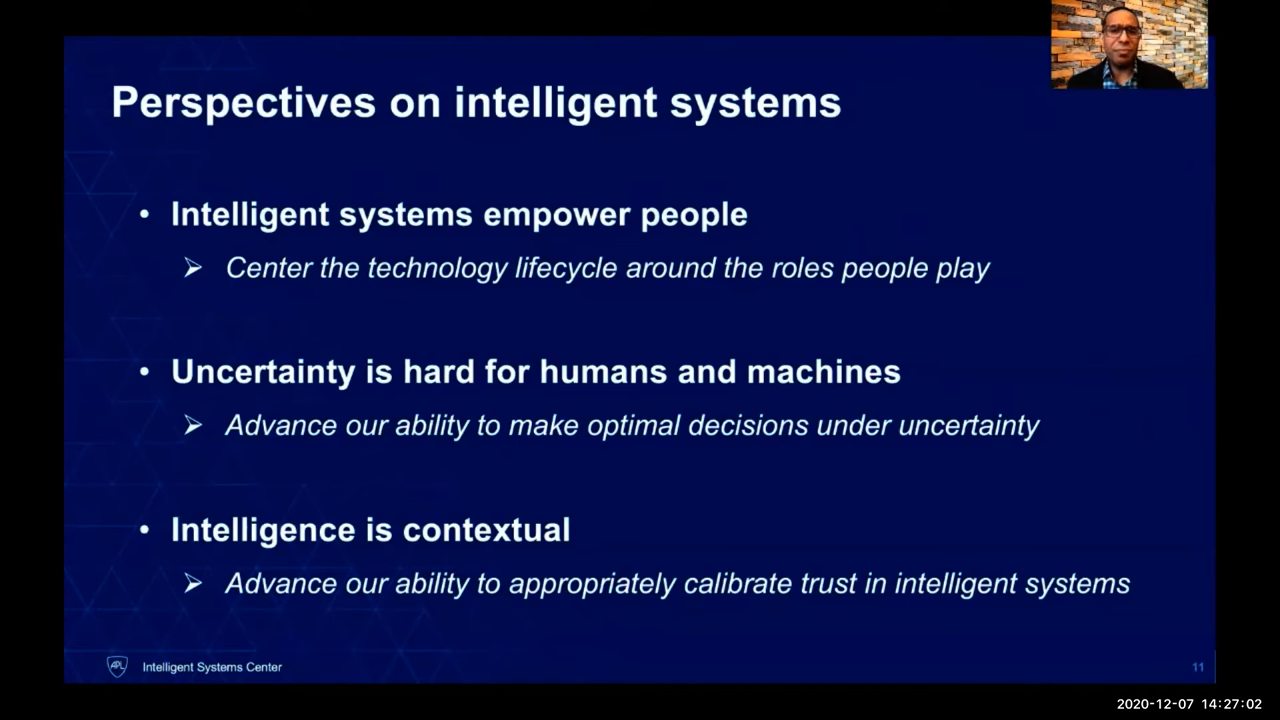 Perspectives on intelligent systems
• Intelligent systems empower people
➢ Center the technology lifecycle around the roles people play
• Uncertainty is hard for humans and machines
➢ Advance our ability to make optimal decisions under uncertainty
• Intelligence is contextual
➢ Advance our ability to appropriately calibrate trust in intelligent systems
APL Intelligent Systems Center
11
2020-12-07 14:27:02